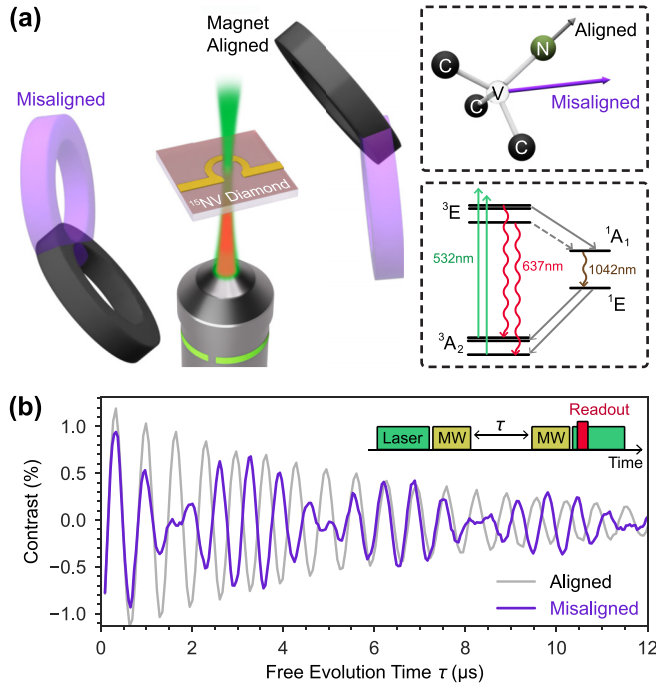 (a)
Magnet
Aligned
Misaligned
¹⁵NV Diamond
N
Aligned
C
V
C
Misaligned
C
³E
¹A₁
532nm
637nm
1042nm
¹E
³A₂
(b)
Readout
Laser
MW
τ
MW
Time
Contrast (%)
1.0
0.5
0.0
−0.5
−1.0
Aligned
Misaligned
0
2
4
6
8
10
12
Free Evolution Time τ (μs)